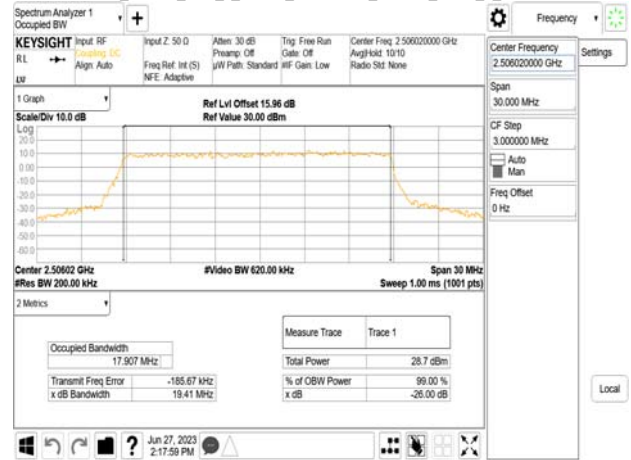 Spectrum Analyzer 1
Occupied BW
Frequency
KEYSIGHT
RL
Input: RF
Coupling: DC
Align: Auto
Input Z: 50 Ω
Freq Ref: Int (S)
NFE: Adaptive
Atten: 30 dB
Preamp: Off
µW Path: Standard
Trig: Free Run
Gate: Off
#IF Gain: Low
Center Freq: 2.506020000 GHz
Avg|Hold: 10/10
Radio Std: None
Center Frequency
2.506020000 GHz
Settings
Span
30.000 MHz
CF Step
3.000000 MHz
Auto
Man
Freq Offset
0 Hz
1 Graph
Scale/Div 10.0 dB
Ref Lvl Offset 15.96 dB
Ref Value 30.00 dBm
Log
20.0
10.0
0.00
-10.0
-20.0
-30.0
-40.0
-50.0
-60.0
Center 2.50602 GHz
#Video BW 620.00 kHz
Span 30 MHz
#Res BW 200.00 kHz
Sweep 1.00 ms (1001 pts)
2 Metrics
Measure Trace
Trace 1
Occupied Bandwidth
17.907 MHz
Total Power
28.7 dBm
Transmit Freq Error
-185.67 kHz
% of OBW Power
99.00 %
x dB Bandwidth
19.41 MHz
x dB
-26.00 dB
Local
Jun 27, 2023
2:17:59 PM